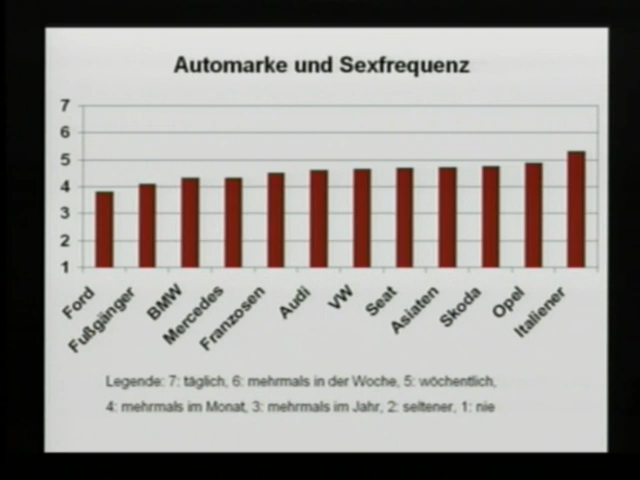 Automarke und Sexfrequenz
7
6
5
4
3
2
1
Ford
Fußgänger
BMW
Mercedes
Franzosen
Audi
VW
Seat
Asiaten
Skoda
Opel
Italiener
Legende: 7: täglich, 6: mehrmals in der Woche, 5: wöchentlich,
4: mehrmals im Monat, 3: mehrmals im Jahr, 2: seltener, 1: nie